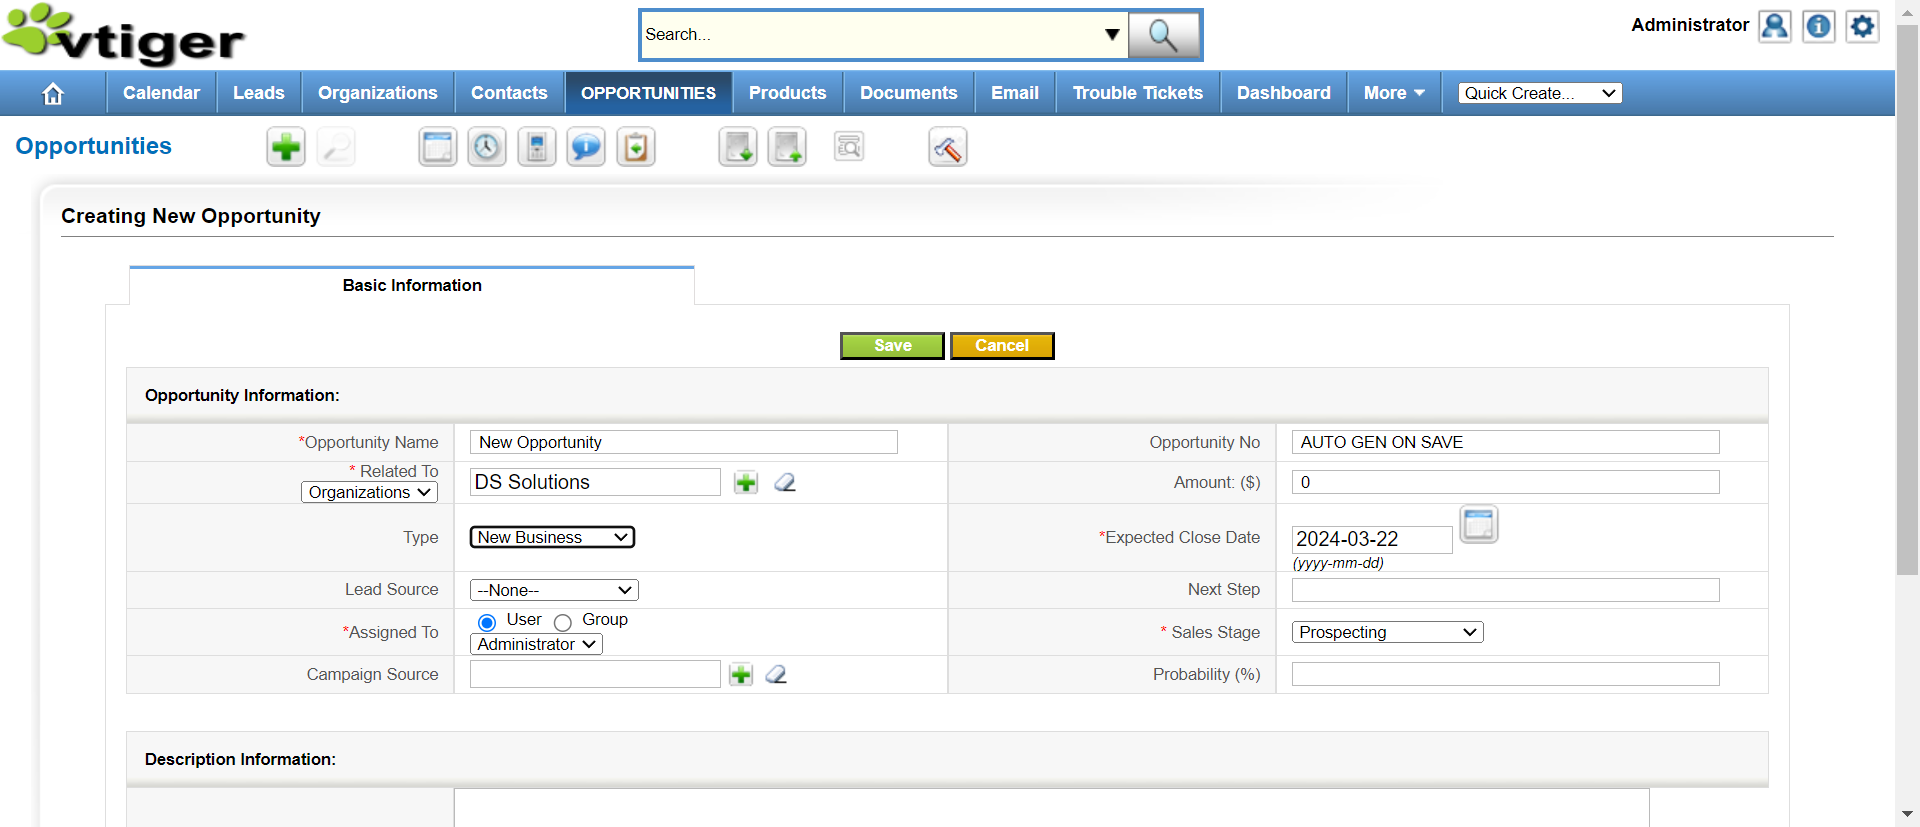 vtiger
Search...
Administrator
Calendar Leads Organizations Contacts OPPORTUNITIES Products Documents Email Trouble Tickets Dashboard More Quick Create...
Opportunities
Creating New Opportunity
Basic Information
Save Cancel
Opportunity Information:
*Opportunity Name New Opportunity Opportunity No AUTO GEN ON SAVE
* Related To
Organizations DS Solutions Amount: ($) 0
Type New Business *Expected Close Date 2024-03-22
(yyyy-mm-dd)
Lead Source --None-- Next Step
*Assigned To User Group
Administrator * Sales Stage Prospecting
Campaign Source Probability (%)
Description Information: